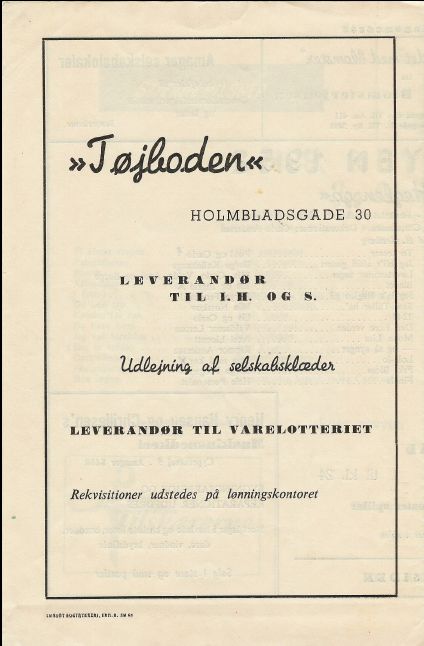 »Tøjboden«
HOLMBLADSGADE 30
LEVERANDØR
TIL I. H. OG S.
Udlejning af selskabsklæder
LEVERANDØR TIL VARELOTTERIET
Rekvisitioner udstedes på lønningskontoret